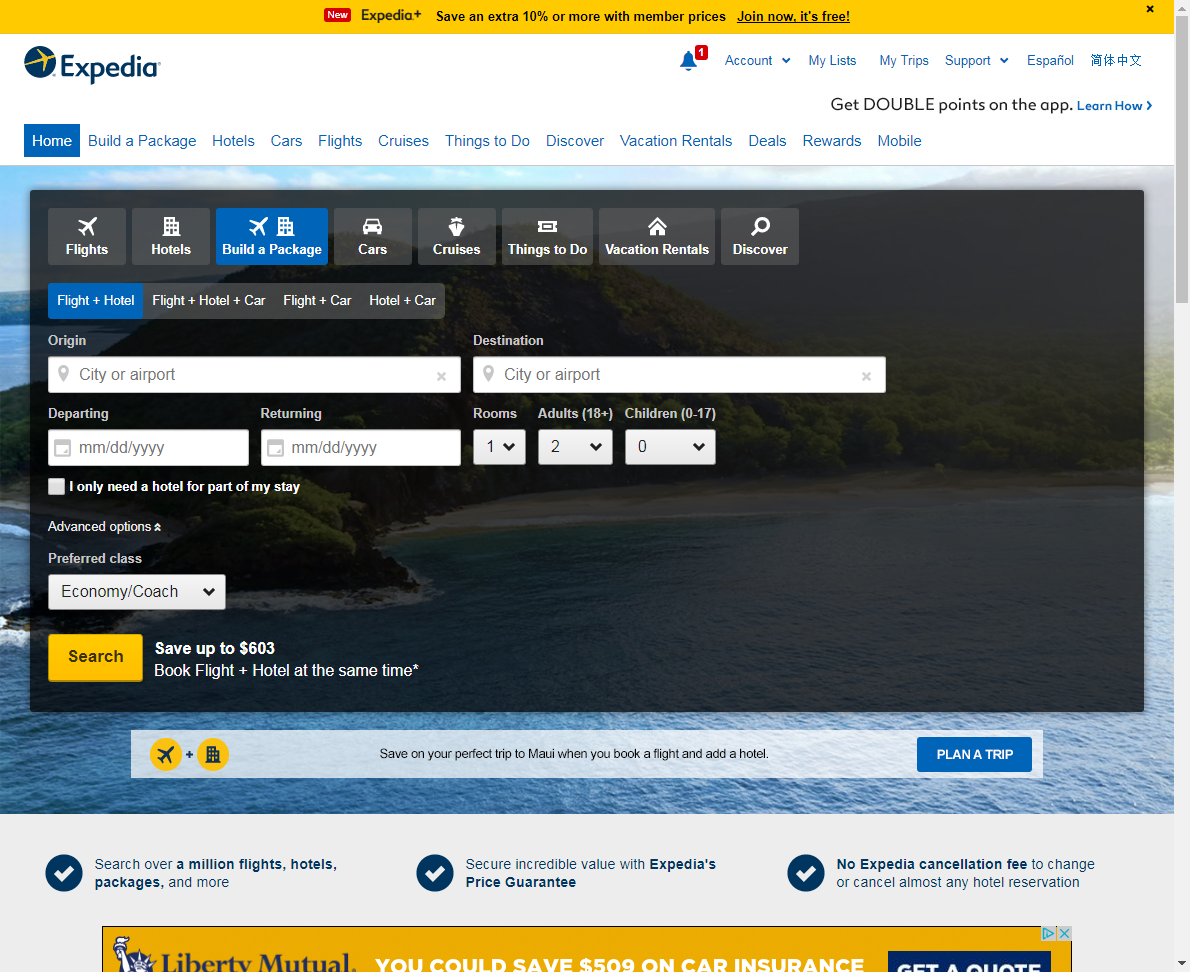 New Expedia+ Save an extra 10% or more with member prices Join now, it's free!
Expedia
1 Account My Lists My Trips Support Español 简体中文
Get DOUBLE points on the app. Learn How
Home Build a Package Hotels Cars Flights Cruises Things to Do Discover Vacation Rentals Deals Rewards Mobile
Flights Hotels Build a Package Cars Cruises Things to Do Vacation Rentals Discover
Flight + Hotel Flight + Hotel + Car Flight + Car Hotel + Car
Origin Destination
City or airport × City or airport ×
Departing Returning Rooms Adults (18+) Children (0-17)
mm/dd/yyyy mm/dd/yyyy 1 2 0
I only need a hotel for part of my stay
Advanced options
Preferred class
Economy/Coach
Search Save up to $603
Book Flight + Hotel at the same time*
+ Save on your perfect trip to Maui when you book a flight and add a hotel. PLAN A TRIP
Search over a million flights, hotels,
packages, and more
Secure incredible value with Expedia's
Price Guarantee
No Expedia cancellation fee to change
or cancel almost any hotel reservation
Liberty Mutual. YOU COULD SAVE $509 ON CAR INSURANCE GET A QUOTE